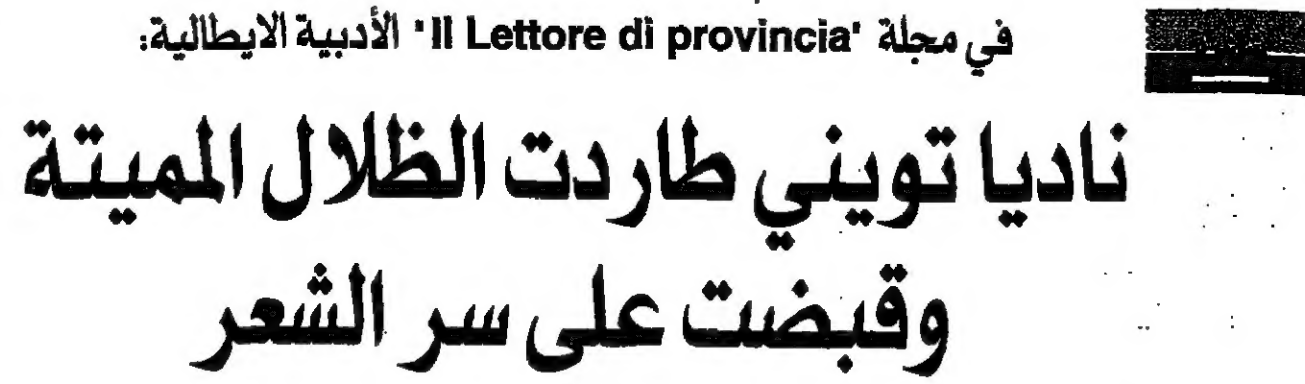 في مجلة 'Il Lettore di provincia' الأدبية الايطالية:
ناديا تويني طاردت الظلال المميتة
وقبضت على سر الشعر